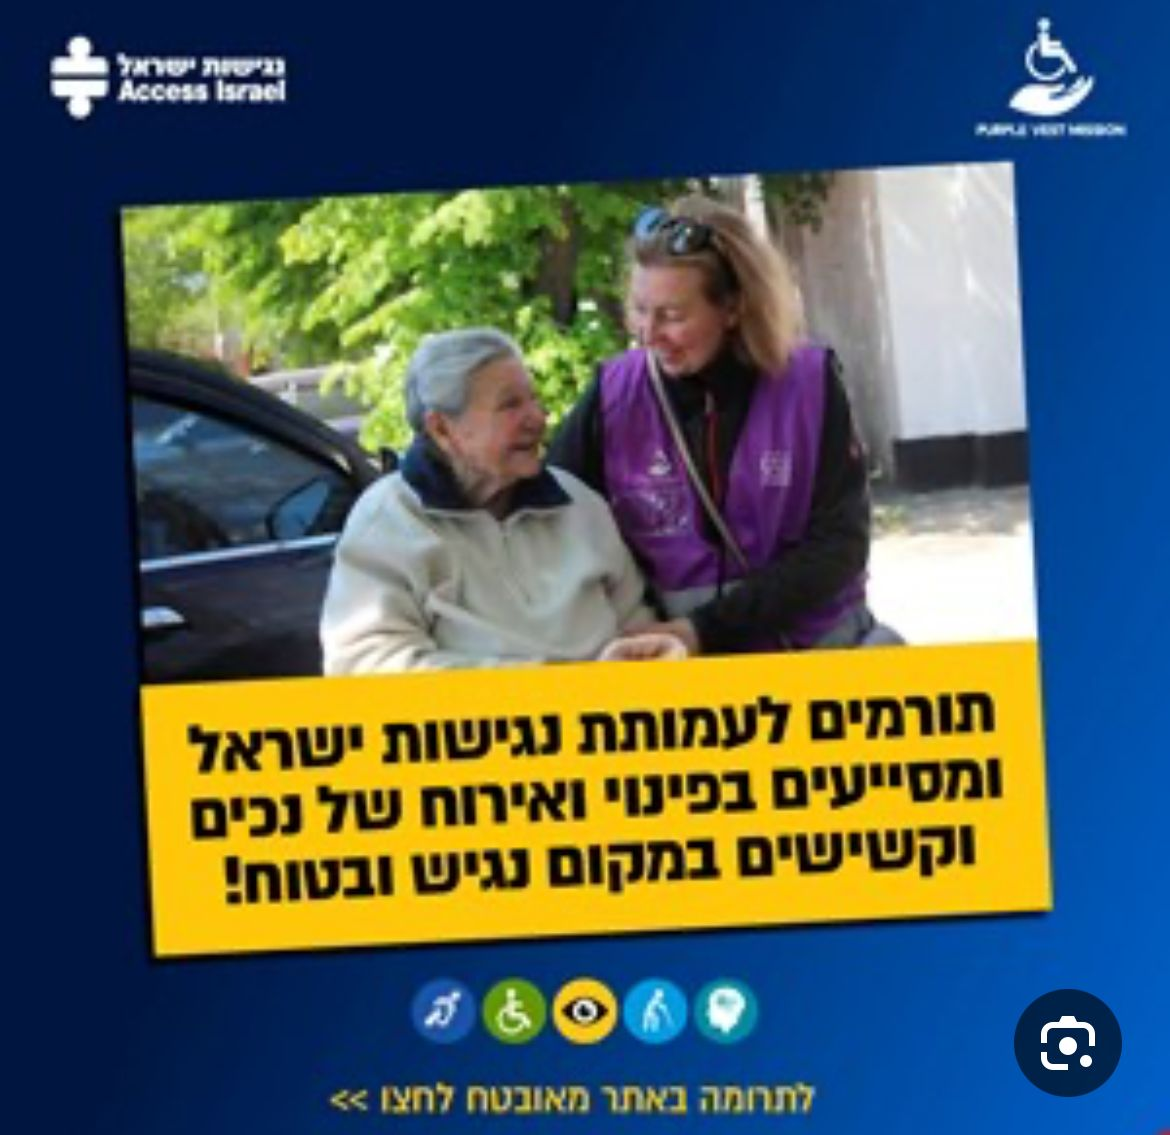 נגישות ישראל
Access Israel
PURPLE VEST MISSION
תורמים לעמותת נגישות ישראל
ומסייעים בפינוי ואירוח של נכים
וקשישים במקום נגיש ובטוח!
לתרומה באתר מאובטח לחצו >>